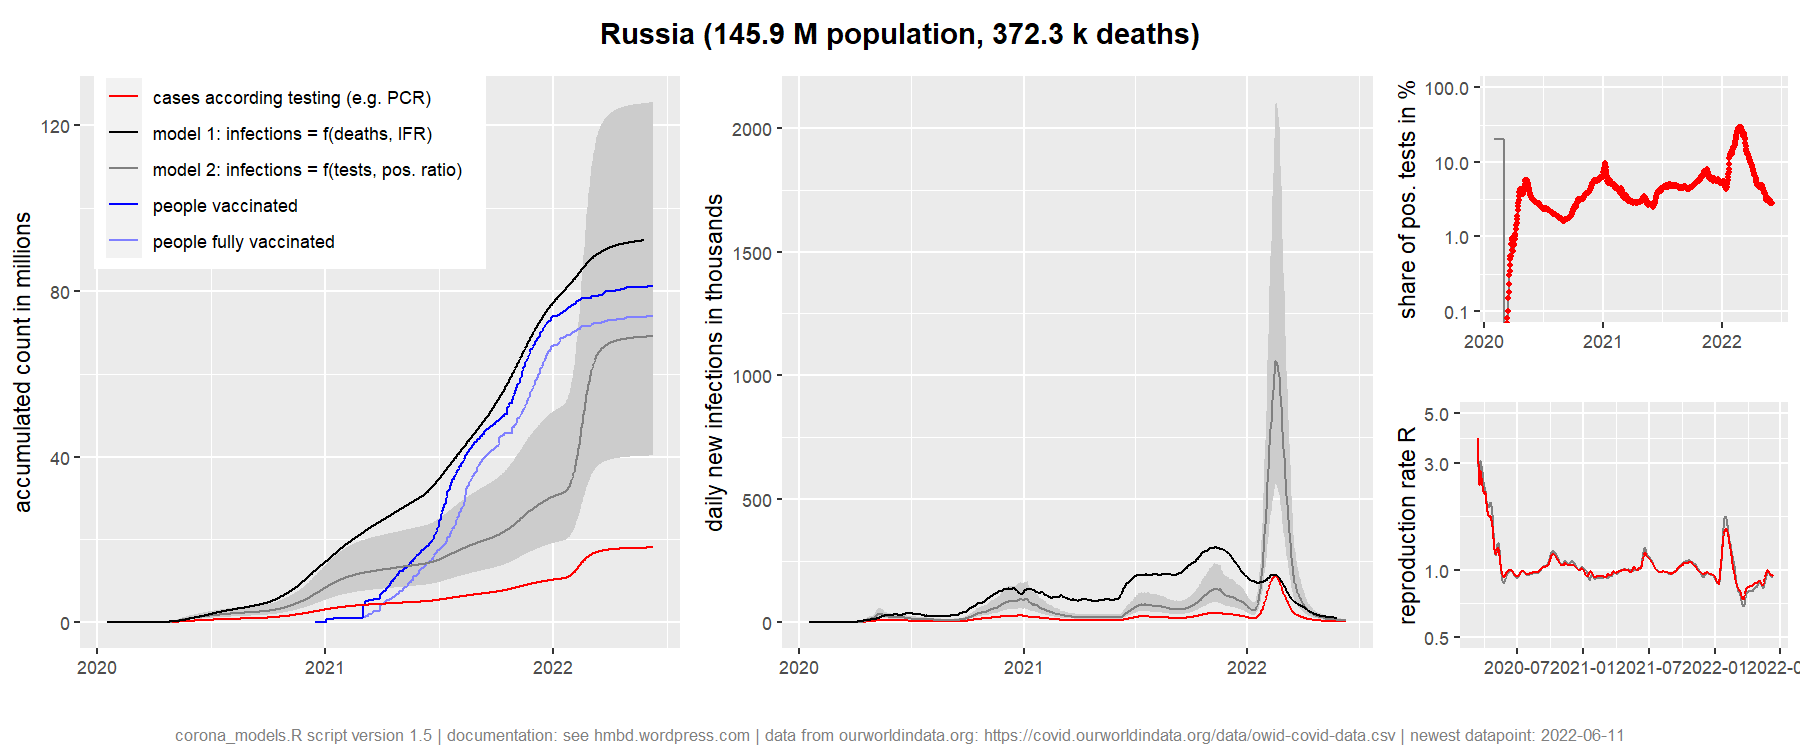 Russia (145.9 M population, 372.3 k deaths)
accumulated count in millions
cases according testing (e.g. PCR)
model 1: infections = f(deaths, IFR)
model 2: infections = f(tests, pos. ratio)
people vaccinated
people fully vaccinated
120
80
40
0
2020 2021 2022
daily new infections in thousands
2000
1500
1000
500
0
2020 2021 2022
share of pos. tests in %
100.0
10.0
1.0
0.1
2020 2021 2022
reproduction rate R
5.0
3.0
1.0
0.5
2020-07 2021-01 2021-07 2022-01 2022-0
corona_models.R script version 1.5 | documentation: see hmbd.wordpress.com | data from ourworldindata.org: https://covid.ourworldindata.org/data/owid-covid-data.csv | newest datapoint: 2022-06-11